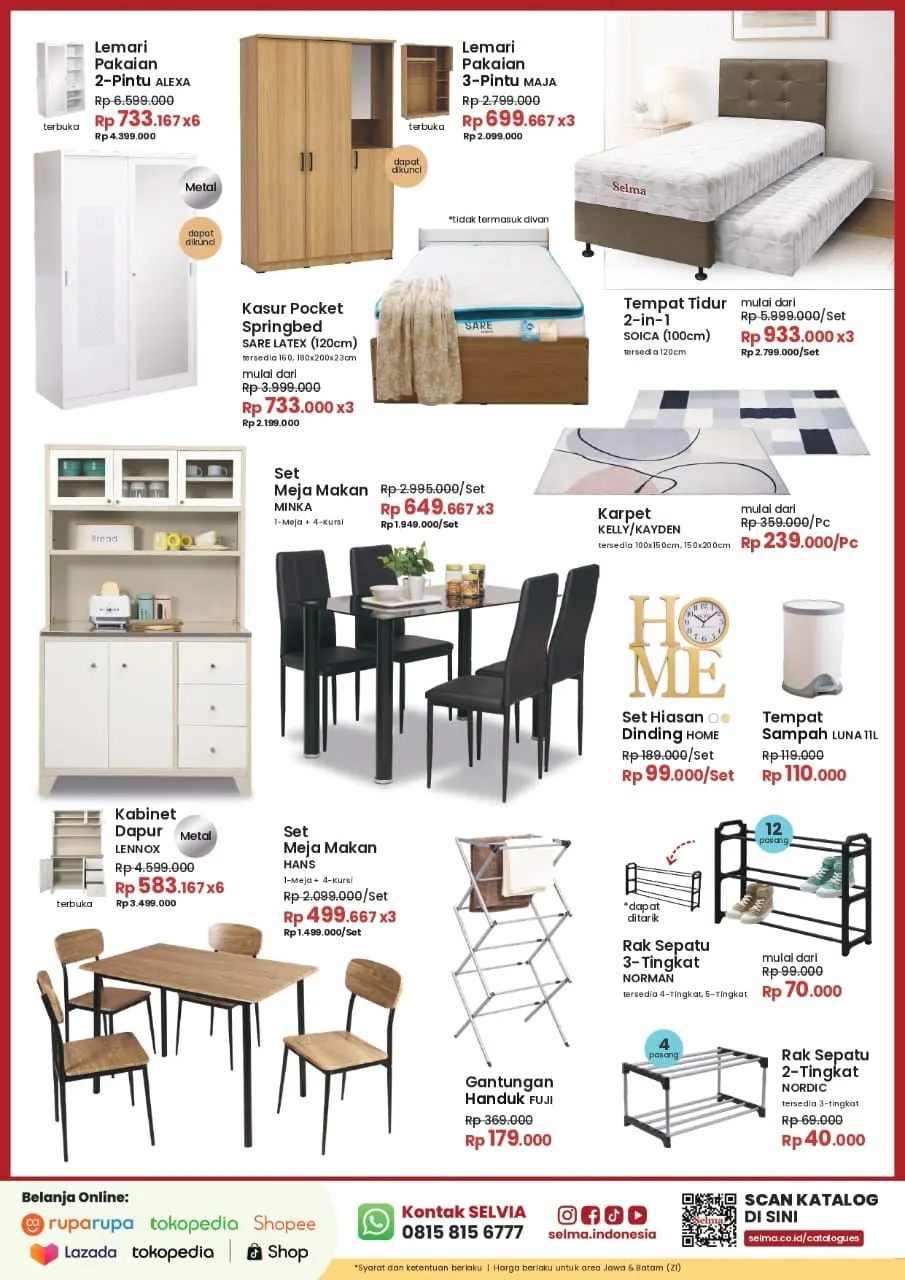 Lemari
Pakaian
2-Pintu ALEXA
Rp 6.599.000
Rp 733.167 x6
Rp 4.399.000
terbuka
Metal
dapat
dikunci
Lemari
Pakaian
3-Pintu MAJA
Rp 2.799.000
Rp 699.667 x3
Rp 2.099.000
terbuka
dapat
dikunci
Selma
Tempat Tidur
2-in-1
SOICA (100cm)
tersedia 120cm
mulai dari
Rp 5.999.000/Set
Rp 933.000 x3
Rp 2.799.000/Set
*tidak termasuk divan
SARE
Kasur Pocket
Springbed
SARE LATEX (120cm)
tersedia 160, 180x200x23cm
mulai dari
Rp 3.999.000
Rp 733.000 x3
Rp 2.199.000
Set
Meja Makan
MINKA
1-Meja + 4-Kursi
Rp 2.995.000/Set
Rp 649.667 x3
Rp 1.949.000/Set
Karpet
KELLY/KAYDEN
tersedia 100x150cm, 150x200cm
mulai dari
Rp 359.000/Pc
Rp 239.000/Pc
Bread
HOME
Set Hiasan
Dinding HOME
Rp 189.000/Set
Rp 99.000/Set
Tempat
Sampah LUNA 11L
Rp 119.000
Rp 110.000
Kabinet
Dapur
LENNOX
Metal
Rp 4.599.000
Rp 583.167 x6
Rp 3.499.000
terbuka
Set
Meja Makan
HANS
1-Meja + 4-Kursi
Rp 2.099.000/Set
Rp 499.667 x3
Rp 1.499.000/Set
Gantungan
Handuk FUJI
Rp 369.000
Rp 179.000
12
pasang
*dapat
ditarik
Rak Sepatu
3-Tingkat
NORMAN
tersedia 4-Tingkat, 5-Tingkat
mulai dari
Rp 99.000
Rp 70.000
4
pasang
Rak Sepatu
2-Tingkat
NORDIC
tersedia 3-tingkat
Rp 69.000
Rp 40.000
Belanja Online:
ruparupa
tokopedia
Shopee
Lazada
tokopedia
Shop
Kontak SELVIA
0815 815 6777
selma.indonesia
Selma
SCAN KATALOG
DI SINI
selma.co.id/catalogues
*Syarat dan ketentuan berlaku | Harga berlaku untuk area Jawa & Batam (Z1)